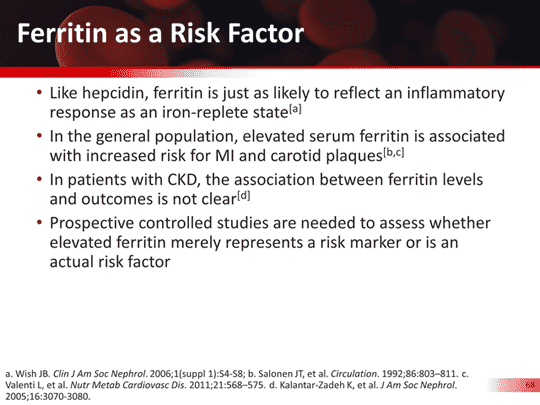 Ferritin as a Risk Factor
• Like hepcidin, ferritin is just as likely to reflect an inflammatory
response as an iron-replete state[a]
• In the general population, elevated serum ferritin is associated
with increased risk for MI and carotid plaques[b,c]
• In patients with CKD, the association between ferritin levels
and outcomes is not clear[d]
• Prospective controlled studies are needed to assess whether
elevated ferritin merely represents a risk marker or is an
actual risk factor
a. Wish JB. Clin J Am Soc Nephrol. 2006;1(suppl 1):S4-S8; b. Salonen JT, et al. Circulation. 1992;86:803–811. c.
Valenti L, et al. Nutr Metab Cardiovasc Dis. 2011;21:568–575. d. Kalantar-Zadeh K, et al. J Am Soc Nephrol.
2005;16:3070-3080.
68